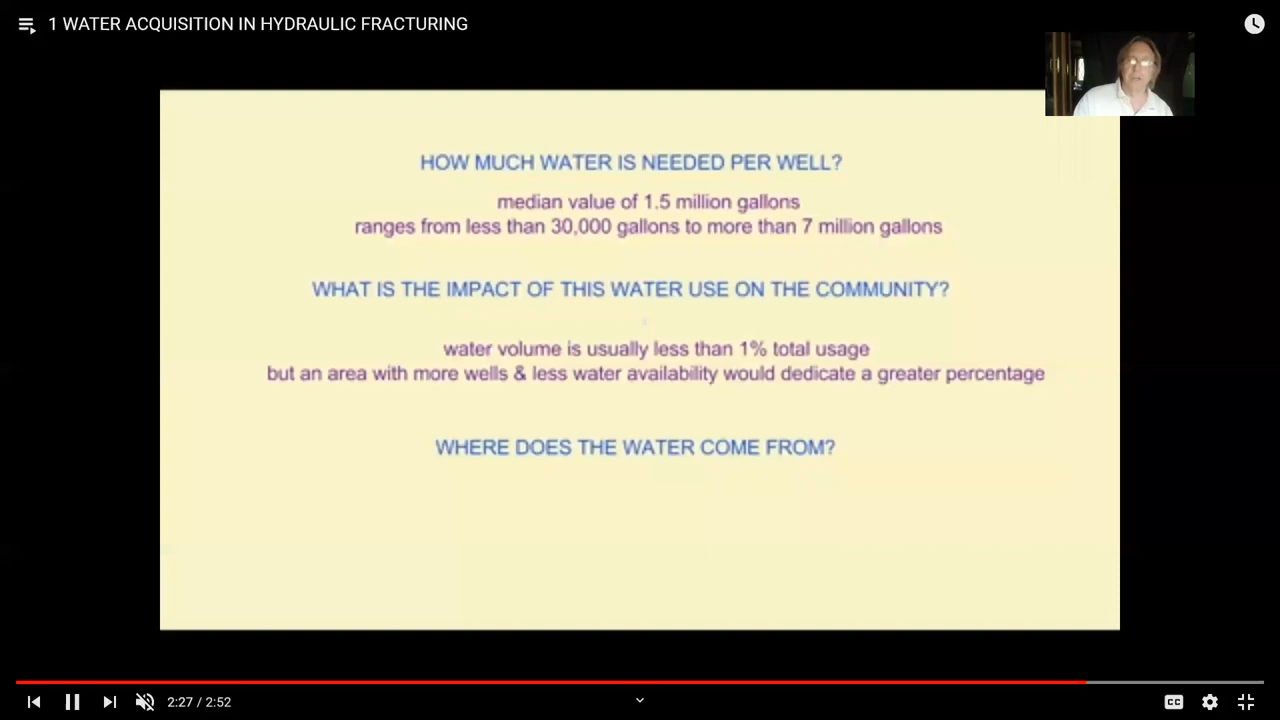 1 WATER ACQUISITION IN HYDRAULIC FRACTURING
HOW MUCH WATER IS NEEDED PER WELL?
median value of 1.5 million gallons
ranges from less than 30,000 gallons to more than 7 million gallons
WHAT IS THE IMPACT OF THIS WATER USE ON THE COMMUNITY?
water volume is usually less than 1% total usage
but an area with more wells & less water availability would dedicate a greater percentage
WHERE DOES THE WATER COME FROM?
2:27 / 2:52
CC